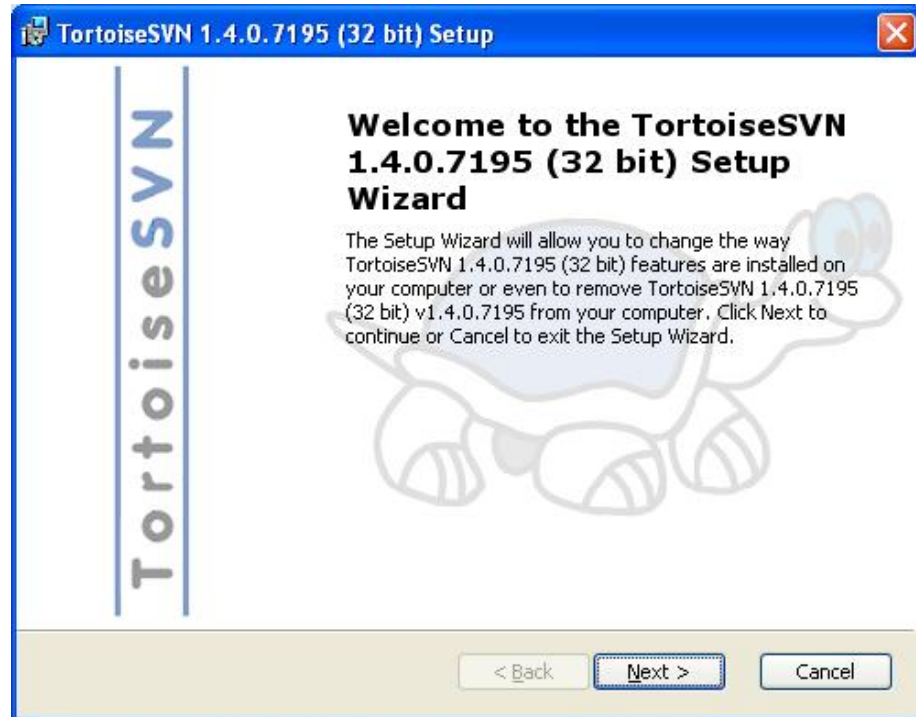 TortoiseSVN 1.4.0.7195 (32 bit) Setup
TortoiseSVN
Welcome to the TortoiseSVN
1.4.0.7195 (32 bit) Setup
Wizard
The Setup Wizard will allow you to change the way
TortoiseSVN 1.4.0.7195 (32 bit) features are installed on
your computer or even to remove TortoiseSVN 1.4.0.7195
(32 bit) v1.4.0.7195 from your computer. Click Next to
continue or Cancel to exit the Setup Wizard.
< Back
Next >
Cancel